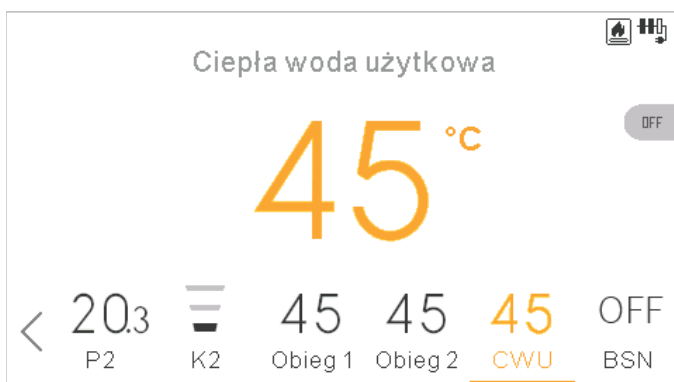 Ciepła woda użytkowa
45 °C
OFF
20.3 45 45 45 OFF
P2 K2 Obieg 1 Obieg 2 CWU BSN